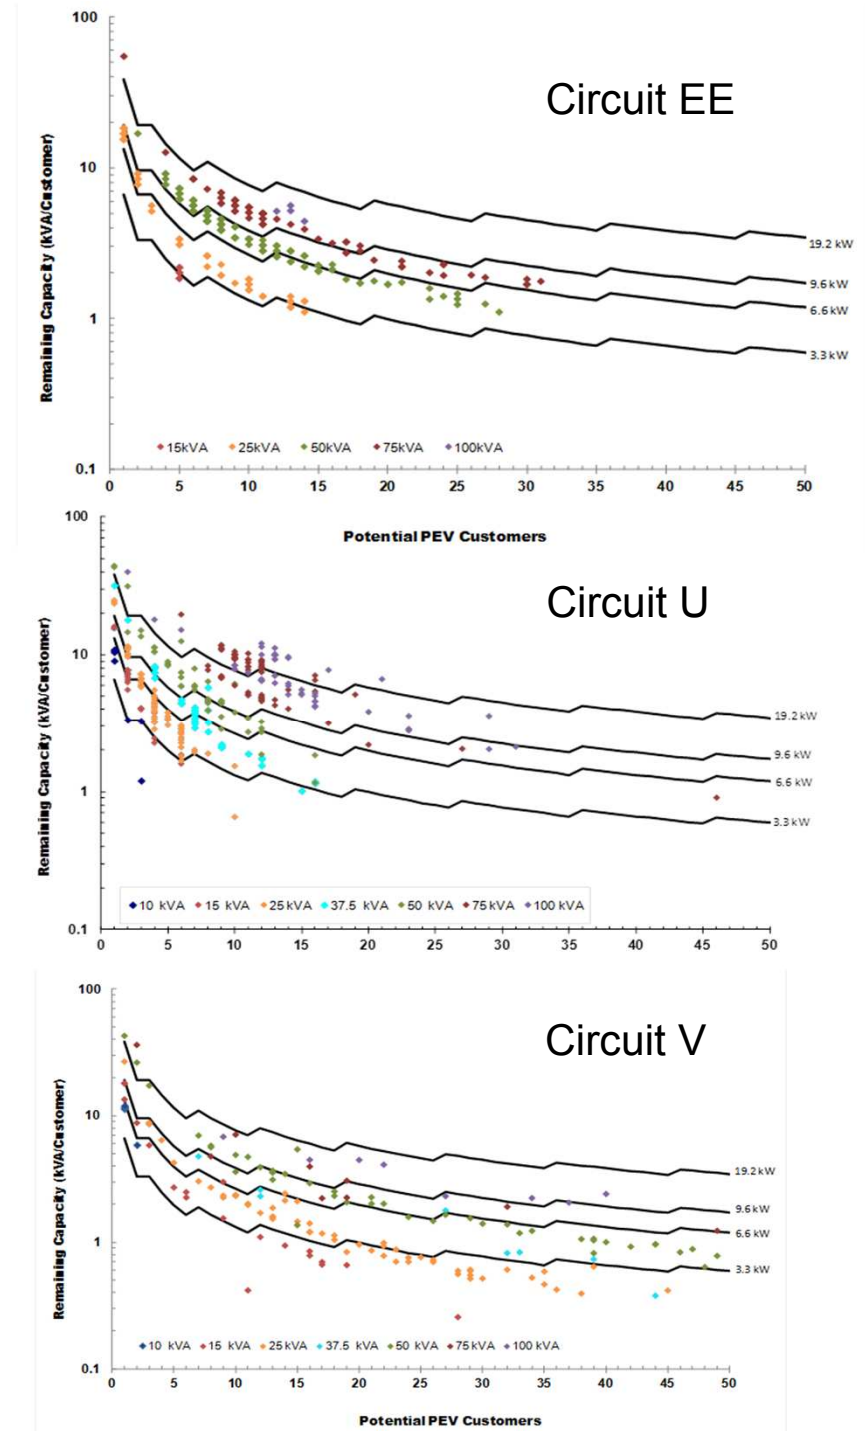 Circuit EE
Remaining Capacity (kVA/Customer)
100
10
1
0.1
19.2 kW
9.6 kW
6.6 kW
3.3 kW
15kVA 25kVA 50kVA 75kVA 100kVA
0 5 10 15 20 25 30 35 40 45 50
Potential PEV Customers
Circuit U
Remaining Capacity (kVA/Customer)
100
10
1
0.1
19.2 kW
9.6 kW
6.6 kW
3.3 kW
10 kVA 15 kVA 25 kVA 37.5 kVA 50 kVA 75 kVA 100 kVA
0 5 10 15 20 25 30 35 40 45 50
Circuit V
Remaining Capacity (kVA/Customer)
100
10
1
0.1
19.2 kW
9.6 kW
6.6 kW
3.3 kW
10 kVA 15 kVA 25 kVA 37.5 kVA 50 kVA 75 kVA 100 kVA
0 5 10 15 20 25 30 35 40 45 50
Potential PEV Customers